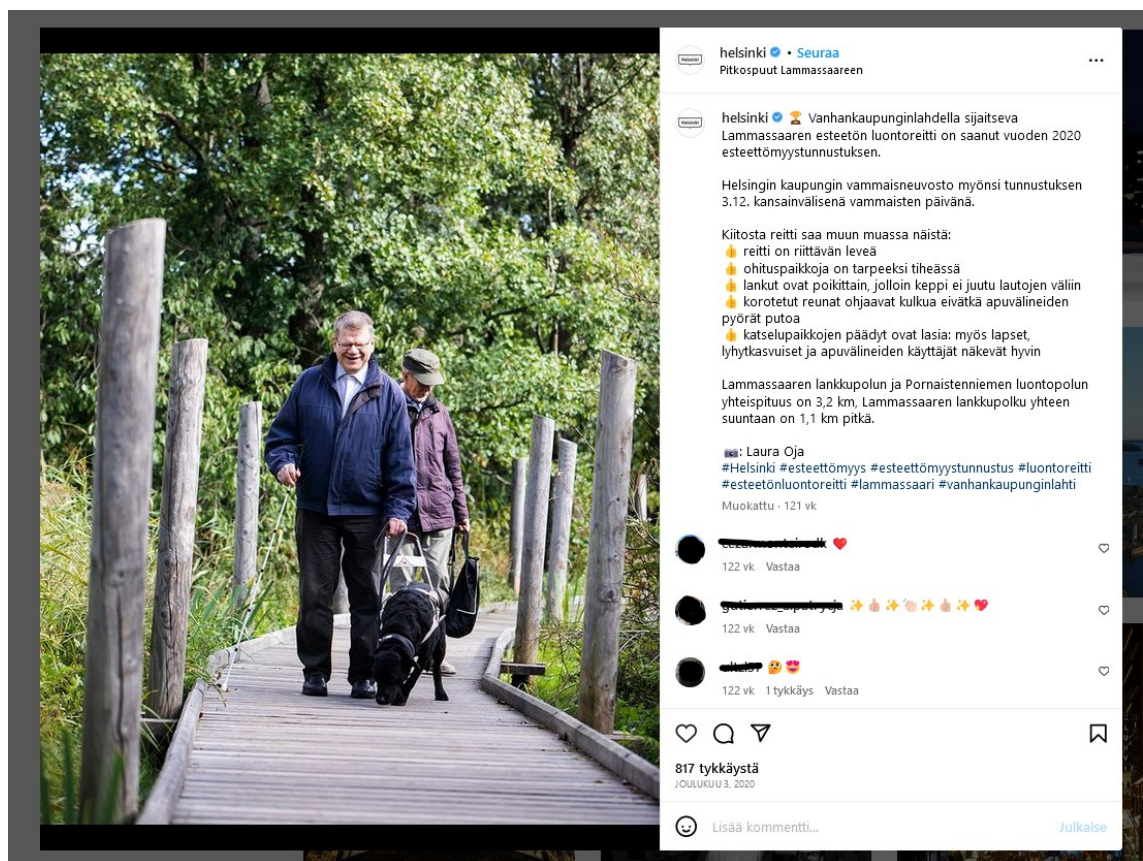 helsinki • Seuraa
Pitkospuut Lammassaareen
helsinki 🏆 Vanhankaupunginlahdella sijaitseva
Lammassaaren esteetön luontoreitti on saanut vuoden 2020
esteettömyystunnustuksen.
Helsingin kaupungin vammaisneuvosto myönsi tunnustuksen
3.12. kansainvälisenä vammaisten päivänä.
Kiitosta reitti saa muun muassa näistä:
👍 reitti on riittävän leveä
👍 ohituspaikkoja on tarpeeksi tiheässä
👍 lankut ovat poikittain, jolloin keppi ei juutu lautojen väliin
👍 korotetut reunat ohjaavat kulkua eivätkä apuvälineiden
pyörät putoa
👍 katselupaikkojen päädyt ovat lasia: myös lapset,
lyhytkasvuiset ja apuvälineiden käyttäjät näkevät hyvin
Lammassaaren lankkupolun ja Pornaistenniemen luontopolun
yhteispituus on 3,2 km, Lammassaaren lankkupolku yhteen
suuntaan on 1,1 km pitkä.
📷: Laura Oja
#Helsinki #esteettömyys #esteettömyystunnustus #luontoreitti
#esteetönluontoreitti #lammassaari #vanhankaupunginlahti
Muokattu · 121 vk
❤️
122 vk Vastaa
✨👍🏼✨👏🏻✨👍🏼✨💖
122 vk Vastaa
🤔😍
122 vk 1 tykkäys Vastaa
817 tykkäystä
JOULUKUU 3, 2020
Lisää kommentti...
Julkaise